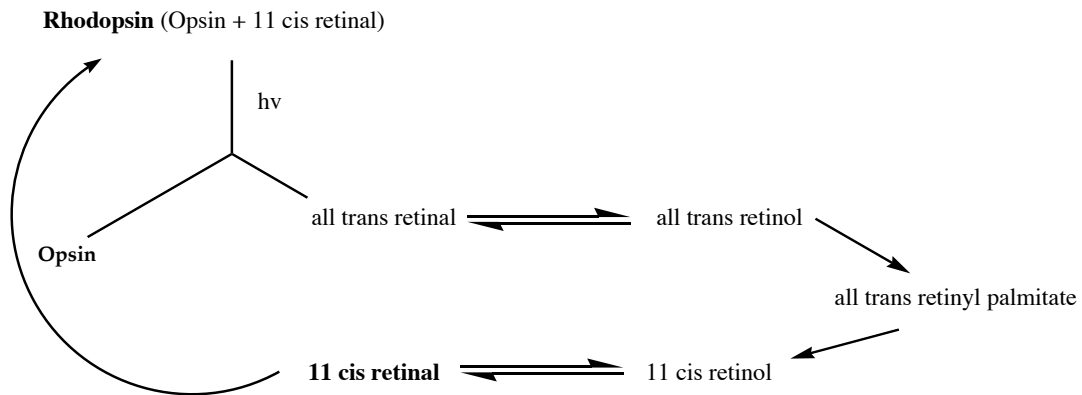 Rhodopsin (Opsin + 11 cis retinal)
hv
all trans retinal
all trans retinol
Opsin
all trans retinyl palmitate
11 cis retinal
11 cis retinol